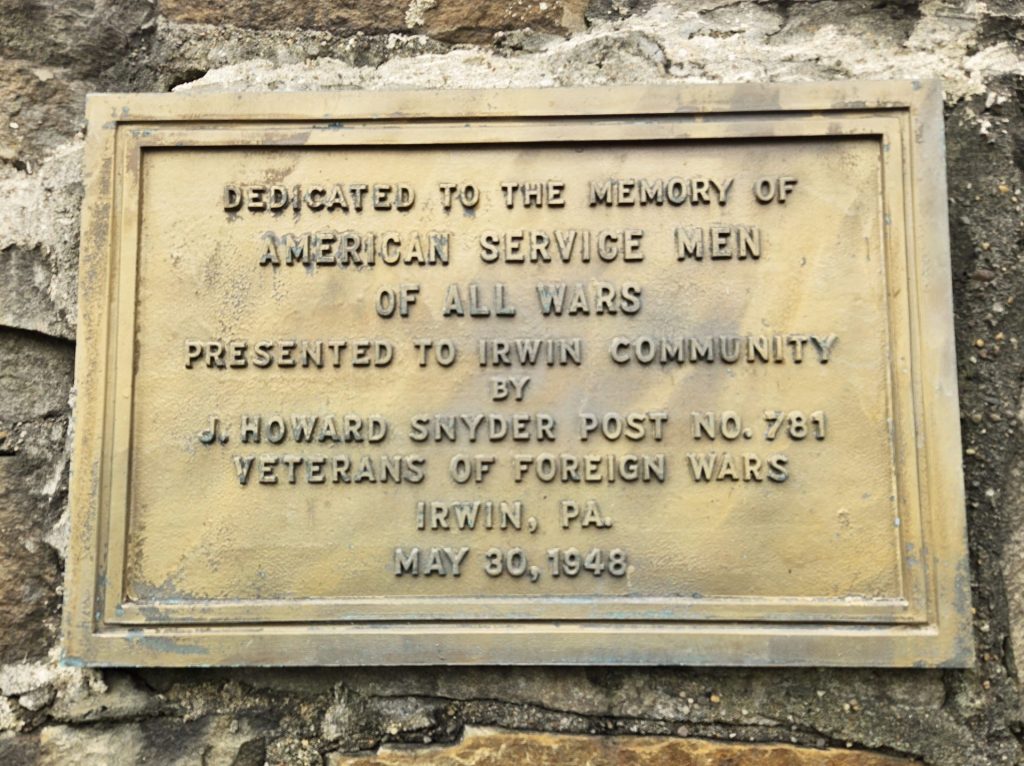 DEDICATED TO THE MEMORY OF
AMERICAN SERVICE MEN
OF ALL WARS
PRESENTED TO IRWIN COMMUNITY
BY
J. HOWARD SNYDER POST NO. 781
VETERANS OF FOREIGN WARS
IRWIN, PA.
MAY 30, 1948